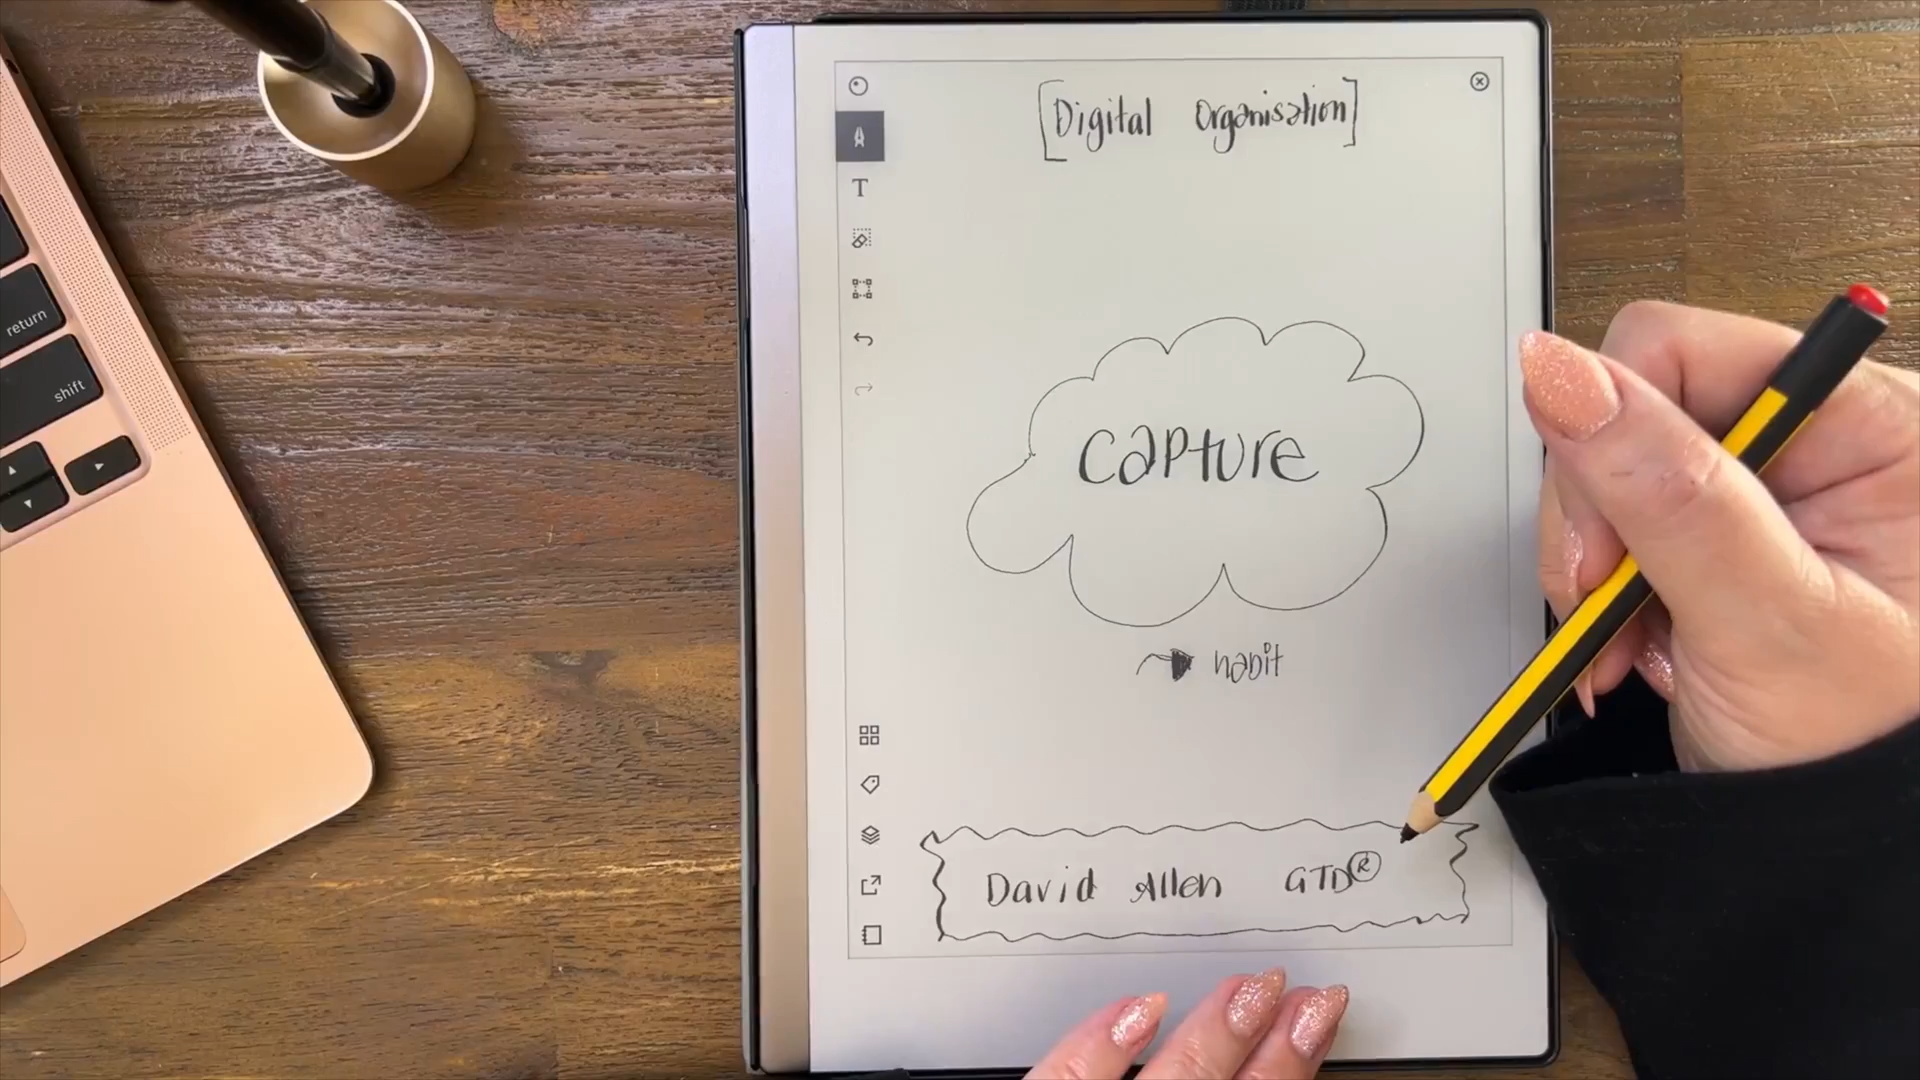 [Digital Organisation]
T
return
shift
capture
habit
David Allen GTD®